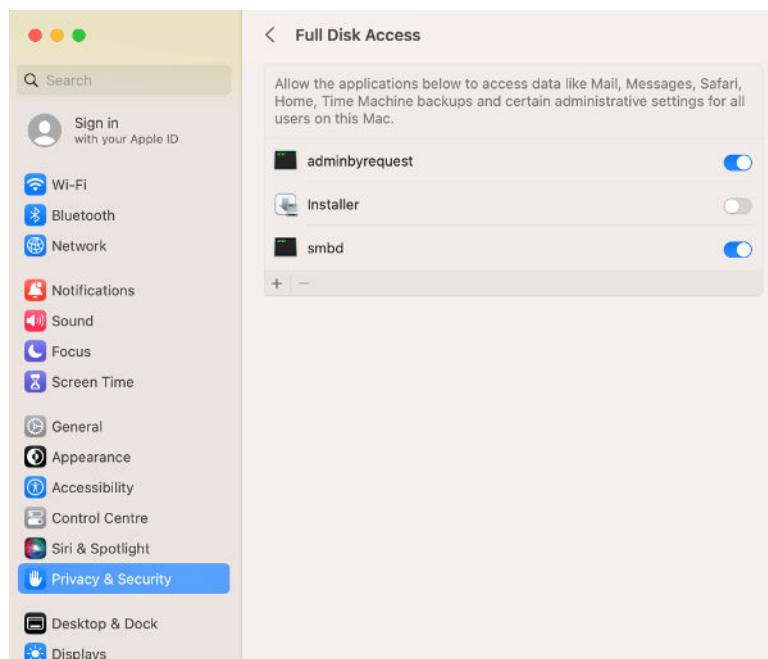 Full Disk Access
Search
Sign in
with your Apple ID
Wi-Fi
Bluetooth
Network
Notifications
Sound
Focus
Screen Time
General
Appearance
Accessibility
Control Centre
Siri & Spotlight
Privacy & Security
Desktop & Dock
Displays
Allow the applications below to access data like Mail, Messages, Safari,
Home, Time Machine backups and certain administrative settings for all
users on this Mac.
adminbyrequest
Installer
smbd